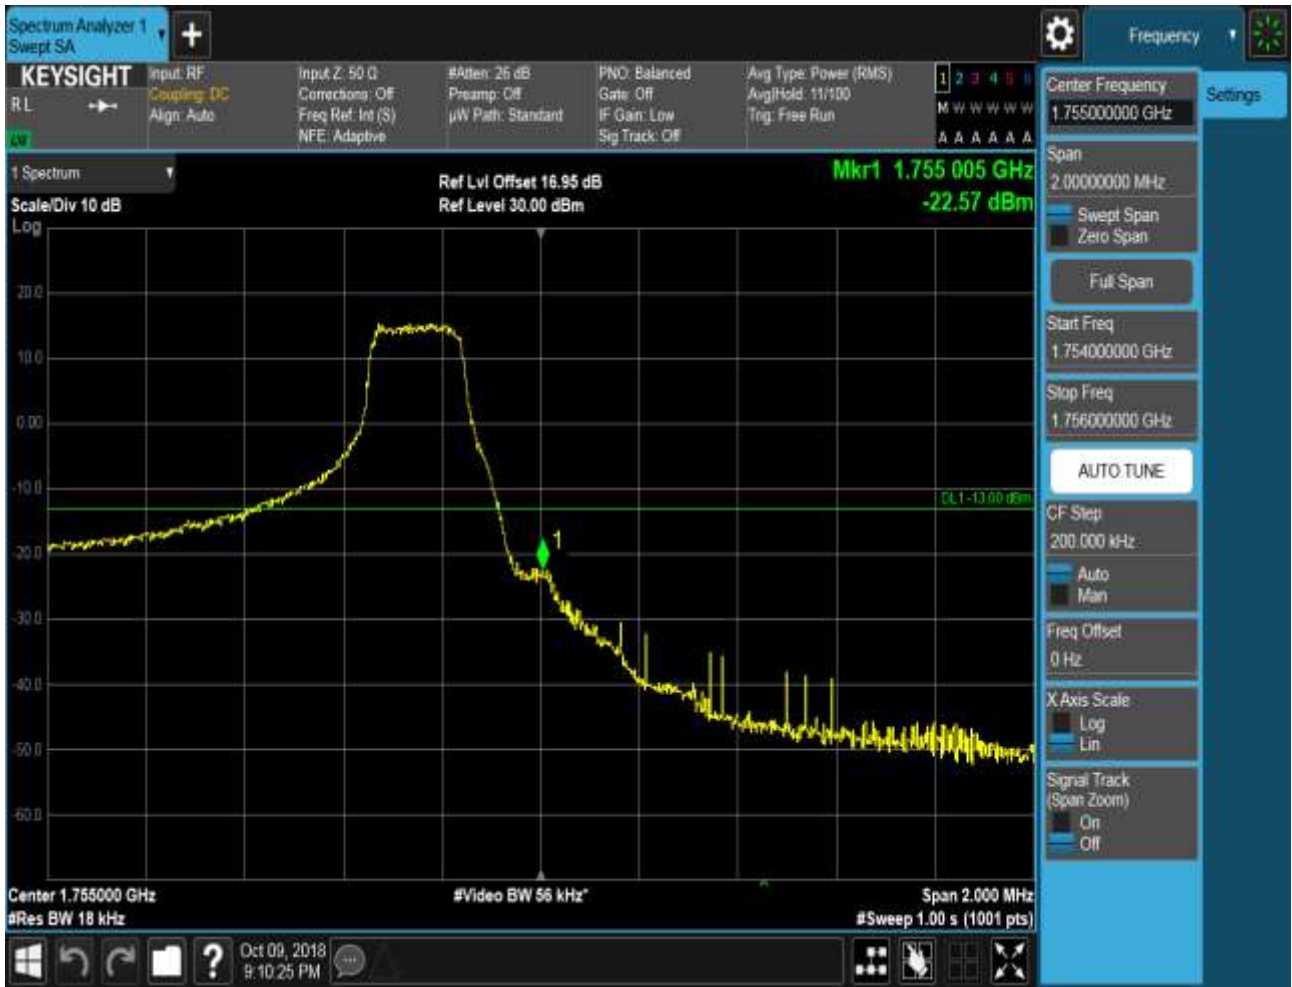 Spectrum Analyzer 1
Swept SA
Frequency
KEYSIGHT
R L
Input: RF
Coupling: DC
Align: Auto
Input Z: 50 Ω
Corrections: Off
Freq Ref: Int (S)
NFE: Adaptive
#Atten: 26 dB
Preamp: Off
µW Path: Standard
PNO: Balanced
Gate: Off
IF Gain: Low
Sig Track: Off
Avg Type: Power (RMS)
Avg|Hold: 11/100
Trig: Free Run
1 2 3 4 5 6
M W W W W W
A A A A A A
1 Spectrum
Scale/Div 10 dB
Log
Ref Lvl Offset 16.95 dB
Ref Level 30.00 dBm
Mkr1 1.755 005 GHz
-22.57 dBm
20.0
10.0
0.00
-10.0
-20.0
-30.0
-40.0
-50.0
-60.0
DL1 -13.00 dBm
1
Center 1.755000 GHz
#Res BW 18 kHz
#Video BW 56 kHz*
Span 2.000 MHz
#Sweep 1.00 s (1001 pts)
Oct 09, 2018
9:10:25 PM
Center Frequency
1.755000000 GHz
Settings
Span
2.00000000 MHz
Swept Span
Zero Span
Full Span
Start Freq
1.754000000 GHz
Stop Freq
1.756000000 GHz
AUTO TUNE
CF Step
200.000 kHz
Auto
Man
Freq Offset
0 Hz
X Axis Scale
Log
Lin
Signal Track
(Span Zoom)
On
Off